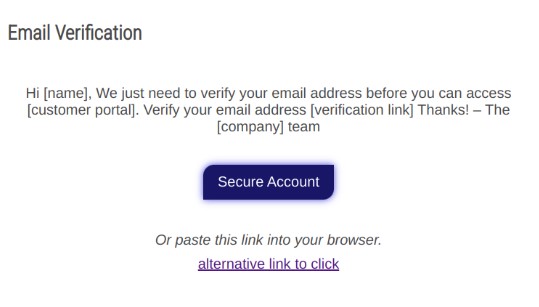 Email Verification
Hi [name], We just need to verify your email address before you can access
[customer portal]. Verify your email address [verification link] Thanks! – The
[company] team
Secure Account
Or paste this link into your browser.
alternative link to click